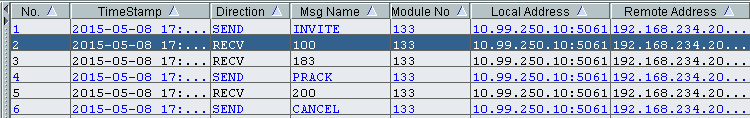 No. TimeStamp Direction Msg Name Module No Local Address Remote Address
1 2015-05-08 17:... SEND INVITE 133 10.99.250.10:5061 192.168.234.20...
2 2015-05-08 17:... RECV 100 133 10.99.250.10:5061 192.168.234.20...
3 2015-05-08 17:... RECV 183 133 10.99.250.10:5061 192.168.234.20...
4 2015-05-08 17:... SEND PRACK 133 10.99.250.10:5061 192.168.234.20...
5 2015-05-08 17:... RECV 200 133 10.99.250.10:5061 192.168.234.20...
6 2015-05-08 17:... SEND CANCEL 133 10.99.250.10:5061 192.168.234.20...